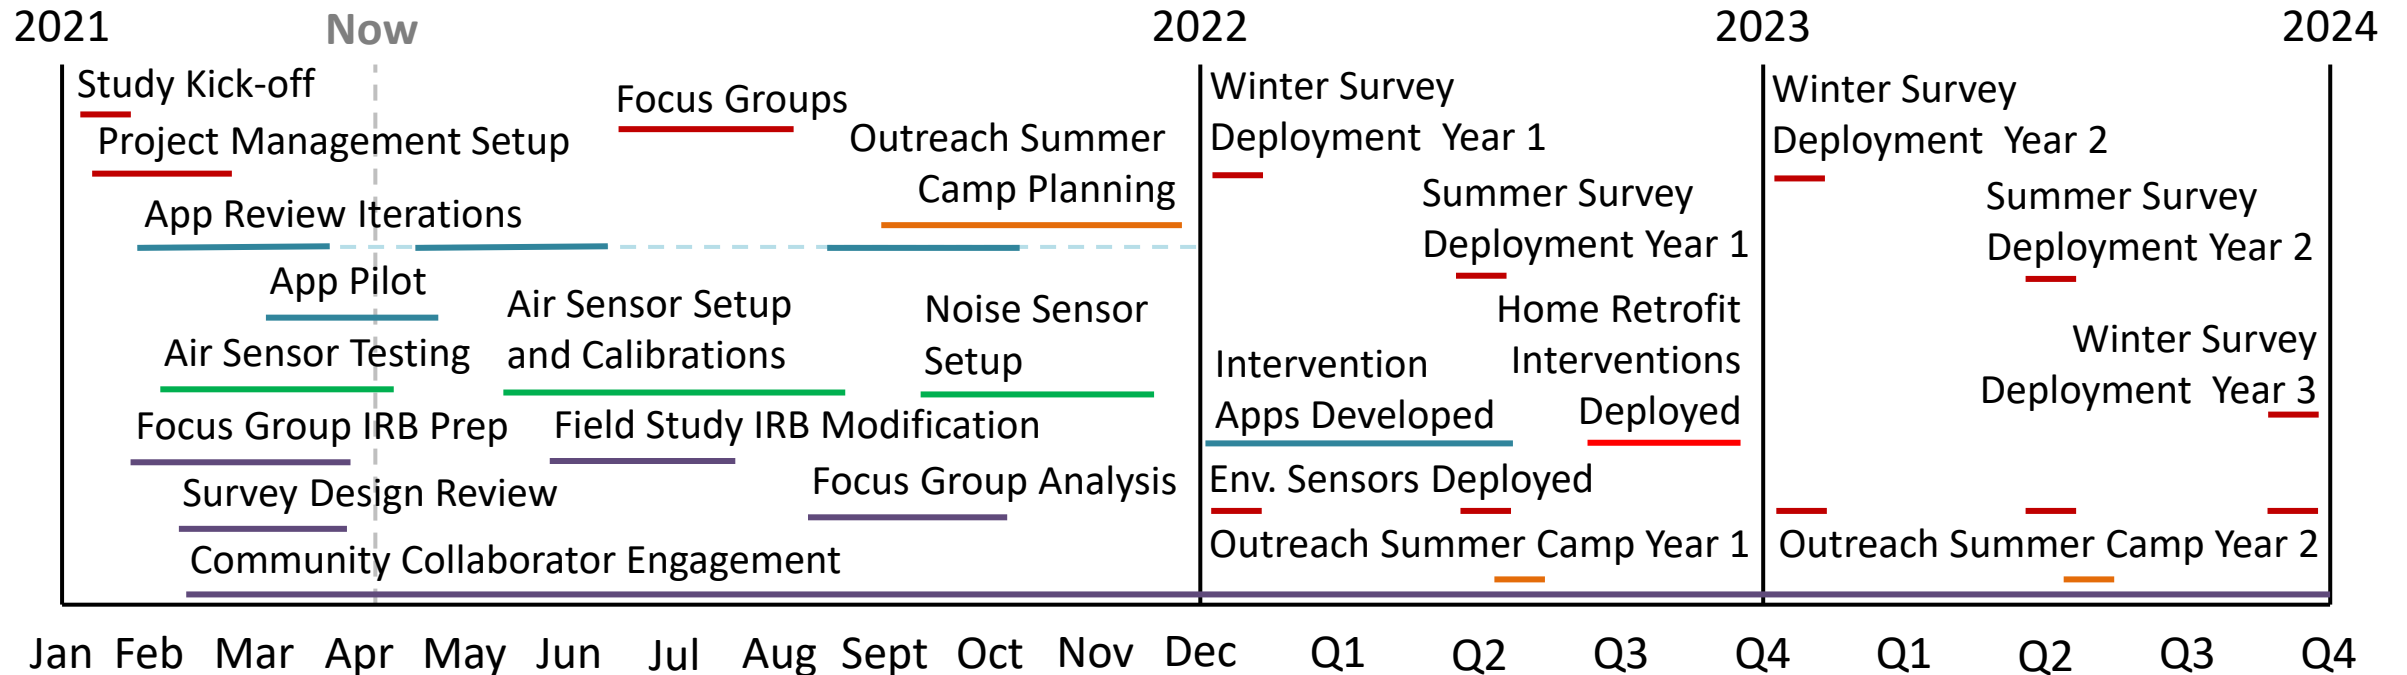 2021
Now
2022
2023
2024
Study Kick-off
Project Management Setup
App Review Iterations
App Pilot
Air Sensor Testing
Focus Group IRB Prep
Survey Design Review
Community Collaborator Engagement
Focus Groups
Outreach Summer
Camp Planning
Air Sensor Setup
and Calibrations
Noise Sensor
Setup
Field Study IRB Modification
Focus Group Analysis
Winter Survey
Deployment Year 1
Summer Survey
Deployment Year 1
Home Retrofit
Interventions
Deployed
Intervention
Apps Developed
Env. Sensors Deployed
Outreach Summer Camp Year 1
Winter Survey
Deployment Year 2
Summer Survey
Deployment Year 2
Winter Survey
Deployment Year 3
Outreach Summer Camp Year 2
Jan Feb Mar Apr May Jun Jul Aug Sept Oct Nov Dec Q1 Q2 Q3 Q4 Q1 Q2 Q3 Q4